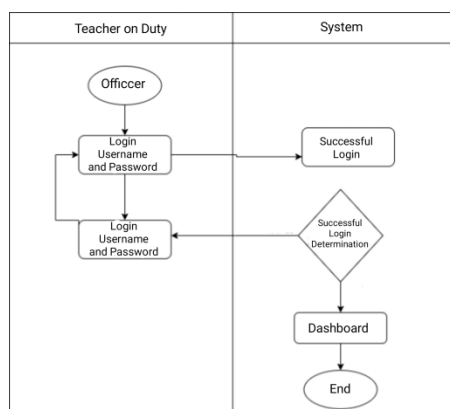 Teacher on Duty
System
Officcer
Login
Username
and Password
Successful
Login
Login
Username
and Password
Successful
Login
Determination
Dashboard
End